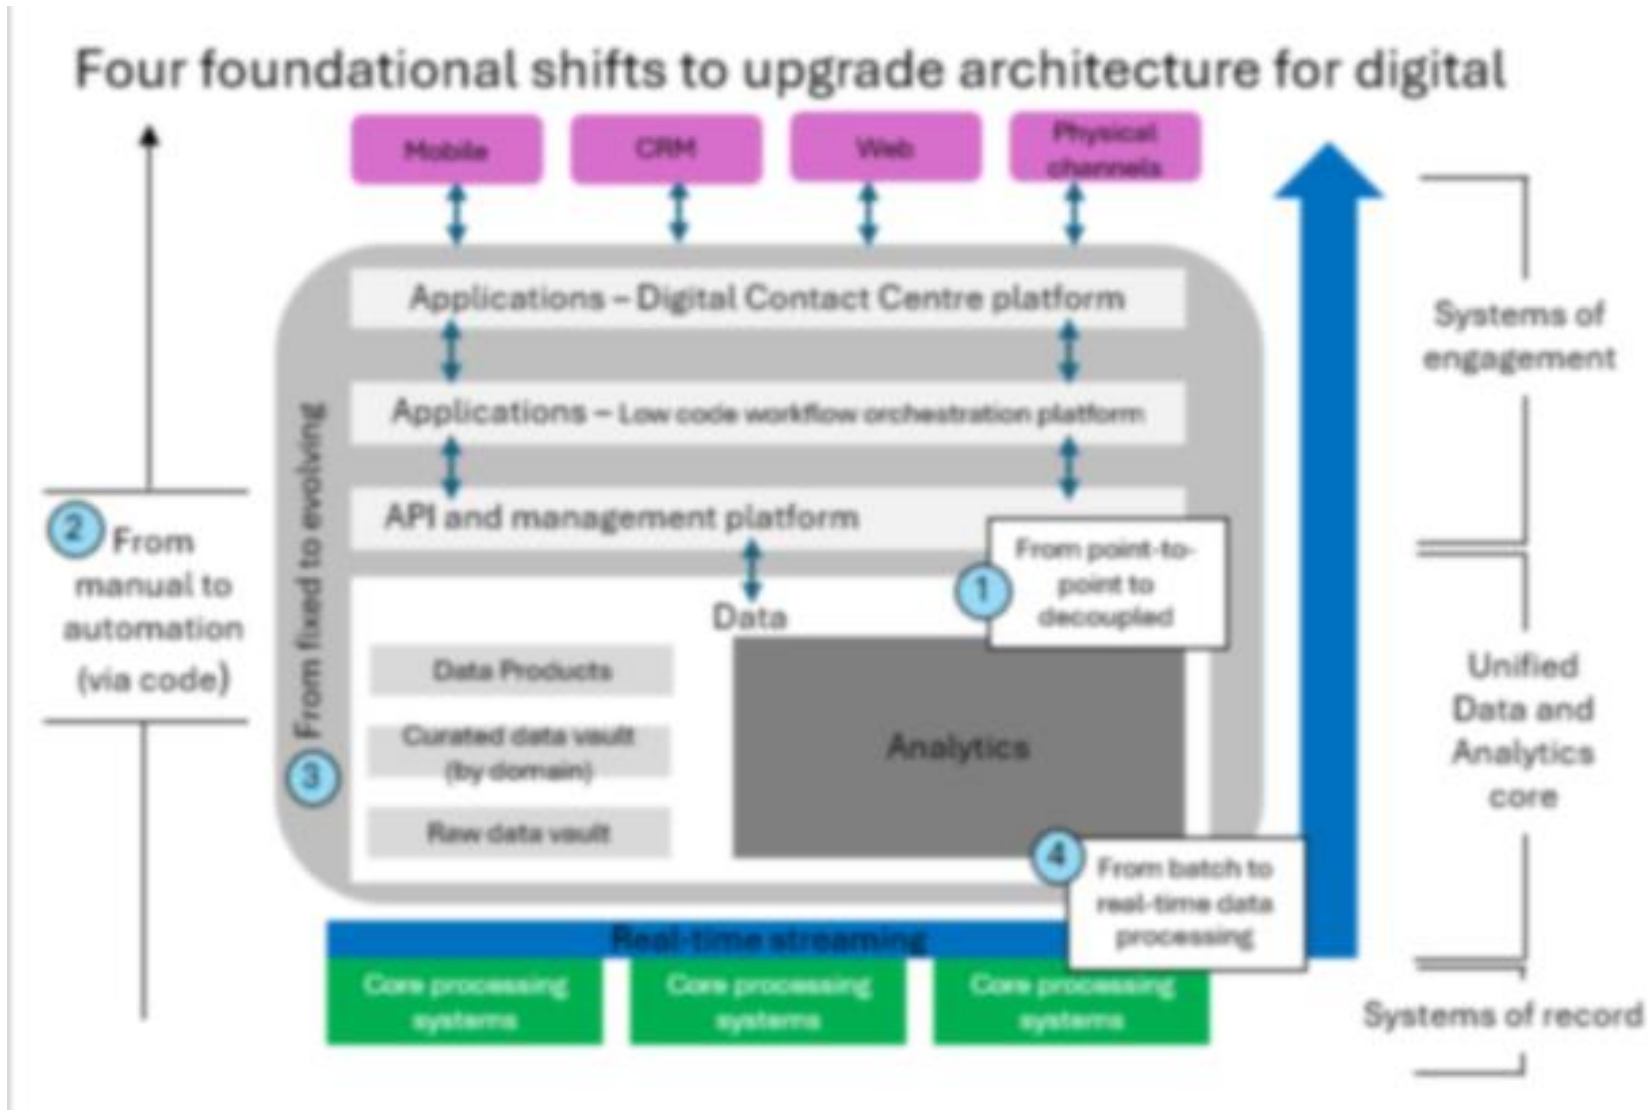 Four foundational shifts to upgrade architecture for digital
Mobile
CRM
Web
Physical
channels
Applications – Digital Contact Centre platform
Applications – Low code workflow orchestration platform
API and management platform
2
From
manual to
automation
(via code)
3
From fixed to evolving
1
From point-to-
point to
decoupled
Data
Data Products
Curated data vault
(by domain)
Raw data vault
Analytics
4
From batch to
real-time data
processing
Real-time streaming
Core processing
systems
Core processing
systems
Core processing
systems
Systems of
engagement
Unified
Data and
Analytics
core
Systems of record